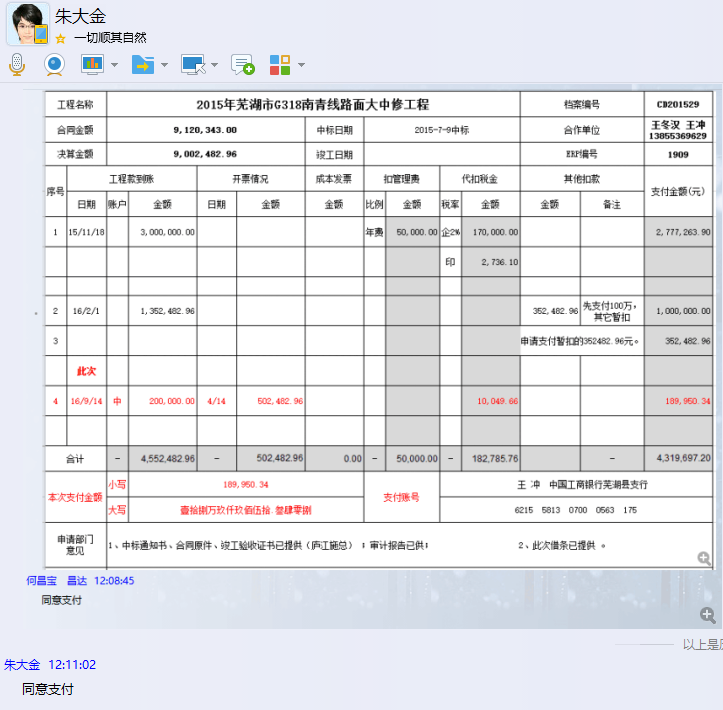 朱大金
一切顺其自然
工程名称 2015年芜湖市G318南青线路面大中修工程 档案编号 CD201529
合同金额 9,120,343.00 中标日期 2015-7-9中标 合作单位 王冬汉 王冲 13855369629
决算金额 9,002,482.96 竣工日期 ERP编号 1909
序号 工程款到账 开票情况 成本发票 扣管理费 代扣税金 其他扣款 支付金额(元)
日期 账户 金额 日期 金额 金额 比例 金额 税率 金额 金额 备注
1 15/11/18 3,000,000.00 年费 50,000.00 企2% 170,000.00 2,777,263.90
印 2,736.10
2 16/2/1 1,352,482.96 352,482.96 先支付100万，其它暂扣 1,000,000.00
3 申请支付暂扣的352482.96元。 352,482.96
此次
4 16/9/14 中 200,000.00 4/14 502,482.96 10,049.66 189,950.34
合计 － 4,552,482.96 － 502,482.96 0.00 － 50,000.00 － 182,785.76 － 4,319,697.20
本次支付金额 小写 189,950.34 支付账号 王 冲 中国工商银行芜湖县支行
大写 壹拾捌万玖仟玖佰伍拾.叁肆零捌 6215 5813 0700 0563 175
申请部门意见 1、中标通知书、合同原件、竣工验收证书已提供（庐江施总）；审计报告已供； 2、此次借条已提供 。
何昌宝 昌达 12:08:45
同意支付
以上是历
朱大金 12:11:02
同意支付